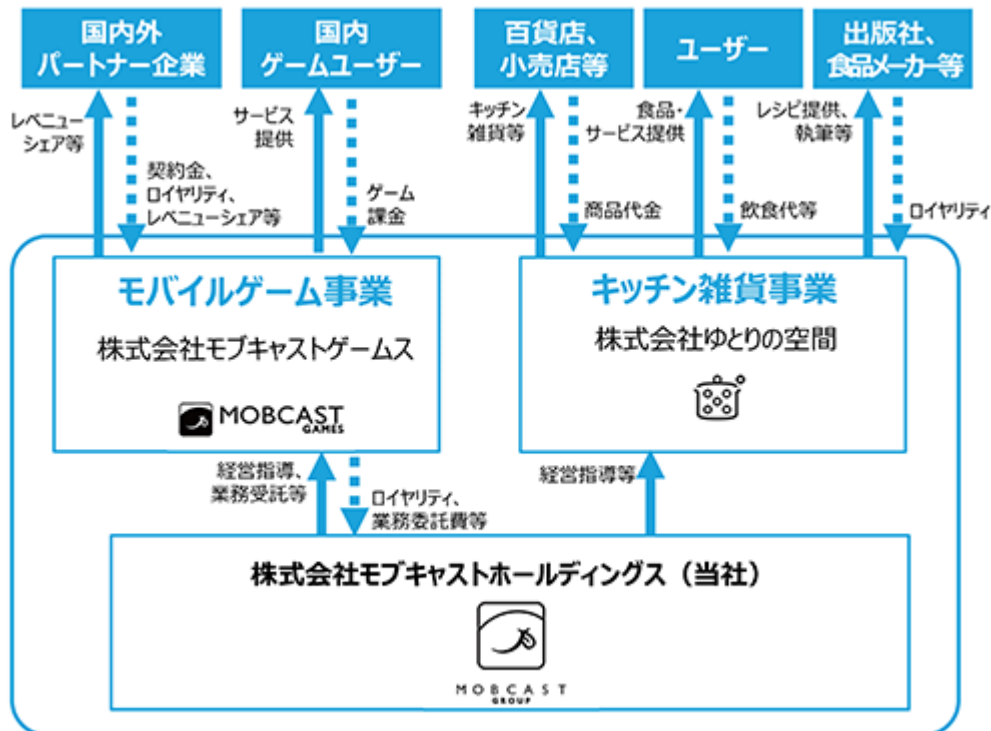 国内外
パートナー企業
国内
ゲームユーザー
百貨店、
小売店等
ユーザー
出版社、
食品メーカー等
レベニュー
シェア等
契約金、
ロイヤリティ、
レベニューシェア等
サービス
提供
ゲーム
課金
キッチン
雑貨等
商品代金
食品・
サービス提供
飲食代等
レシピ提供、
執筆等
ロイヤリティ
モバイルゲーム事業
株式会社モブキャストゲームス
MOBCAST
GAMES
キッチン雑貨事業
株式会社ゆとりの空間
経営指導、
業務受託等
ロイヤリティ、
業務委託費等
経営指導等
株式会社モブキャストホールディングス（当社）
MOBCAST
GROUP